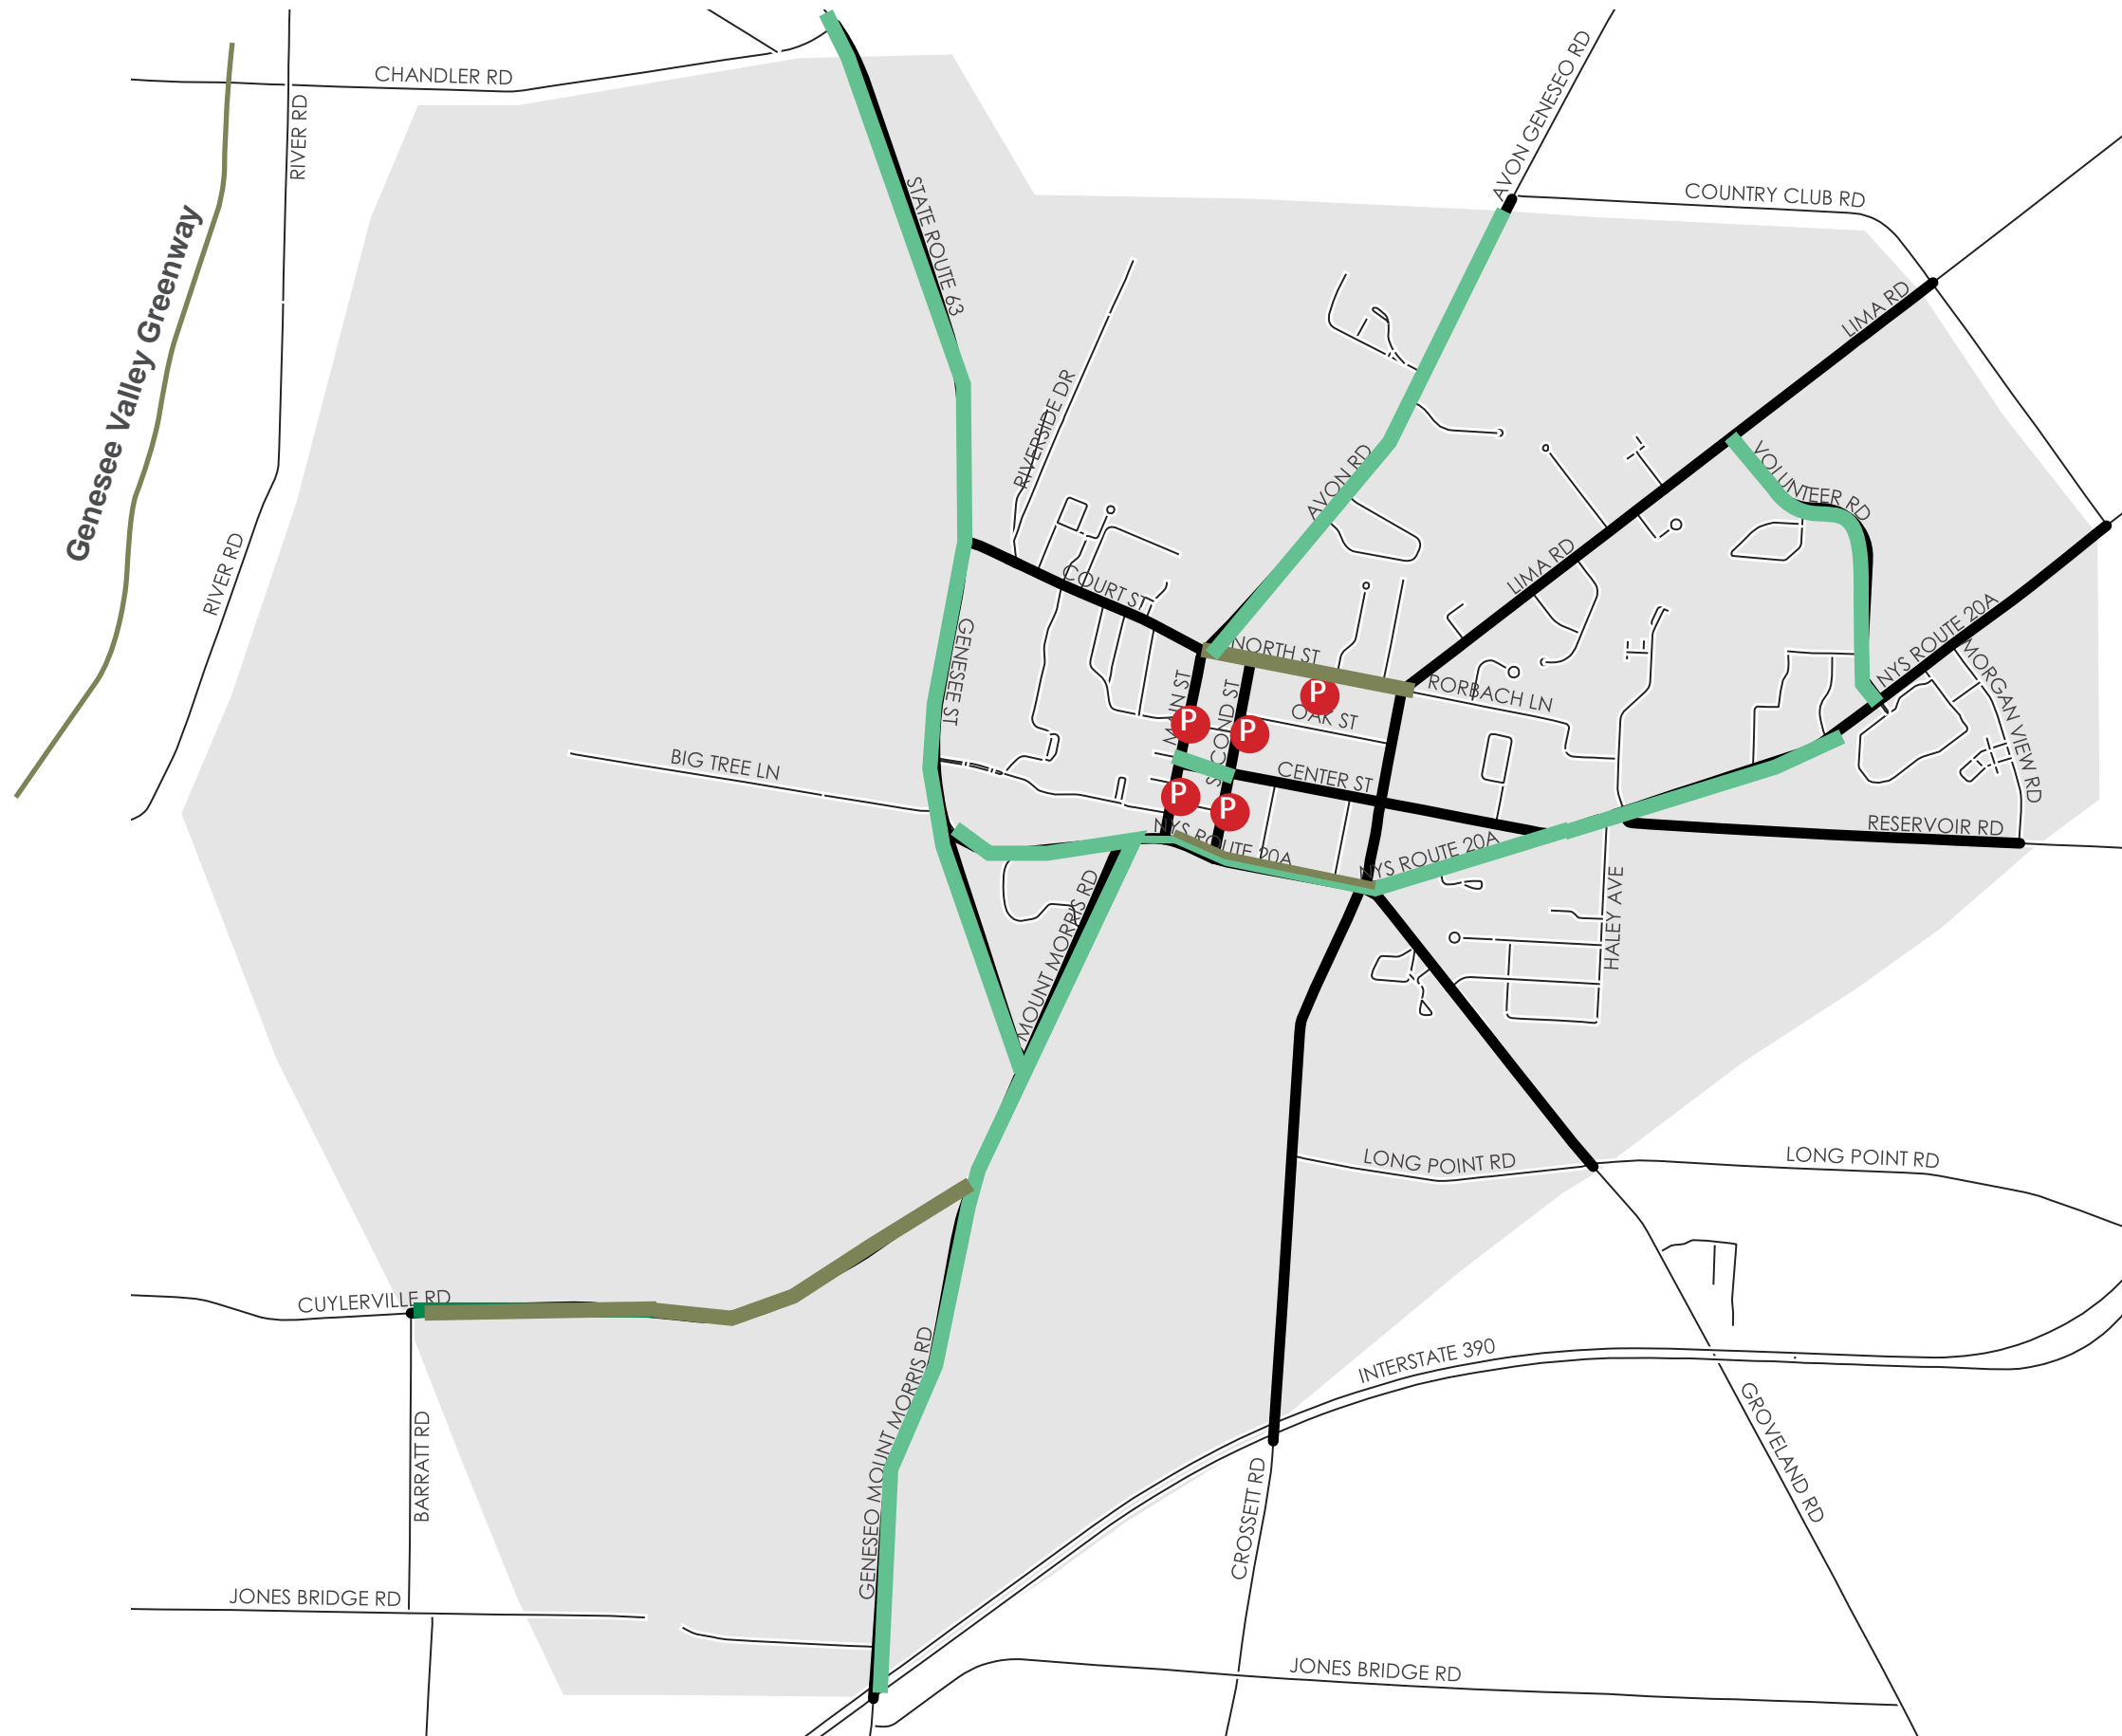 CHANDLER RD
AVON GENESEO RD
RIVER RD
STATE ROUTE 63
COUNTRY CLUB RD
Genesee Valley Greenway
LIMA RD
RIVERSIDE DR
AVON RD
VOLUNTEER RD
RIVER RD
COURT ST
LIMA RD
GENESEE ST
NORTH ST
NYS ROUTE 20A
MORGAN VIEW RD
RORBACH LN
P
MAIN ST
SECOND ST
OAK ST
P
P
BIG TREE LN
CENTER ST
P
P
NYS ROUTE 20A
NYS ROUTE 20A
RESERVOIR RD
MOUNT MORRIS RD
HALEY AVE
LONG POINT RD
LONG POINT RD
CUYLERVILLE RD
INTERSTATE 390
GENESEO MOUNT MORRIS RD
BARRATT RD
GROVELAND RD
CROSSETT RD
JONES BRIDGE RD
JONES BRIDGE RD